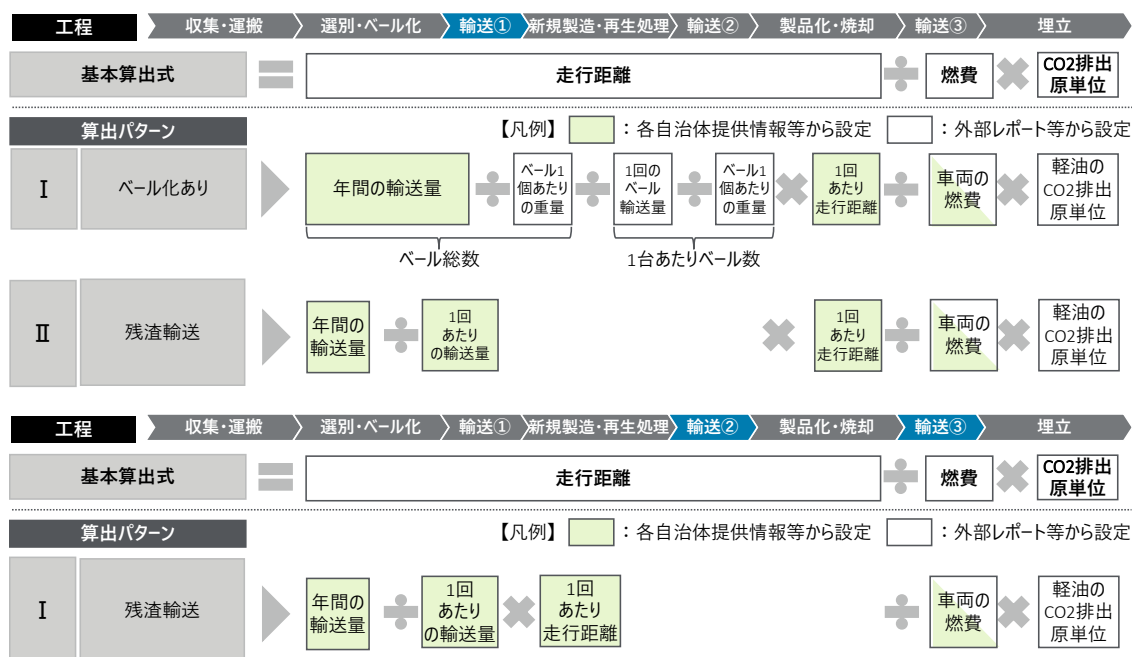 工程 収集・運搬 選別・ベール化 輸送① 新規製造・再生処理 輸送② 製品化・焼却 輸送③ 埋立
基本算出式 走行距離 燃費 CO2排出
原単位
算出パターン 【凡例】 ：各自治体提供情報等から設定 ：外部レポート等から設定
Ⅰ ベール化あり
年間の輸送量
ベール1
個あたり
の重量
1回の
ベール
輸送量
ベール1
個あたり
の重量
1回
あたり
走行距離
車両の
燃費
軽油の
CO2排出
原単位
ベール総数 1台あたりベール数
Ⅱ 残渣輸送
年間の
輸送量
1回
あたり
の輸送量
1回
あたり
走行距離
車両の
燃費
軽油の
CO2排出
原単位
工程 収集・運搬 選別・ベール化 輸送① 新規製造・再生処理 輸送② 製品化・焼却 輸送③ 埋立
基本算出式 走行距離 燃費 CO2排出
原単位
算出パターン 【凡例】 ：各自治体提供情報等から設定 ：外部レポート等から設定
Ⅰ 残渣輸送
年間の
輸送量
1回
あたり
の輸送量
1回
あたり
走行距離
車両の
燃費
軽油の
CO2排出
原単位